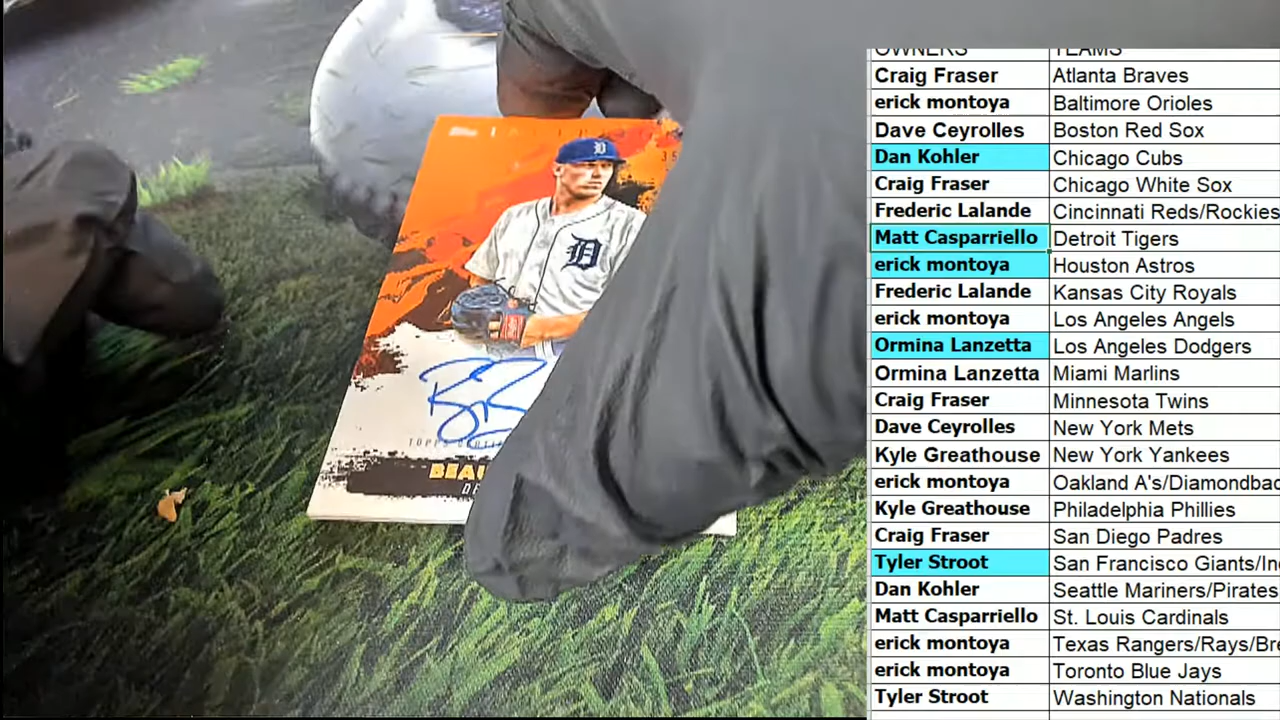 35
D
D
BEAU
OWNERS TEAMS
Craig Fraser Atlanta Braves
erick montoya Baltimore Orioles
Dave Ceyrolles Boston Red Sox
Dan Kohler Chicago Cubs
Craig Fraser Chicago White Sox
Frederic Lalande Cincinnati Reds/Rockies
Matt Casparriello Detroit Tigers
erick montoya Houston Astros
Frederic Lalande Kansas City Royals
erick montoya Los Angeles Angels
Ormina Lanzetta Los Angeles Dodgers
Ormina Lanzetta Miami Marlins
Craig Fraser Minnesota Twins
Dave Ceyrolles New York Mets
Kyle Greathouse New York Yankees
erick montoya Oakland A's/Diamondbac
Kyle Greathouse Philadelphia Phillies
Craig Fraser San Diego Padres
Tyler Stroot San Francisco Giants/In
Dan Kohler Seattle Mariners/Pirates
Matt Casparriello St. Louis Cardinals
erick montoya Texas Rangers/Rays/Bre
erick montoya Toronto Blue Jays
Tyler Stroot Washington Nationals